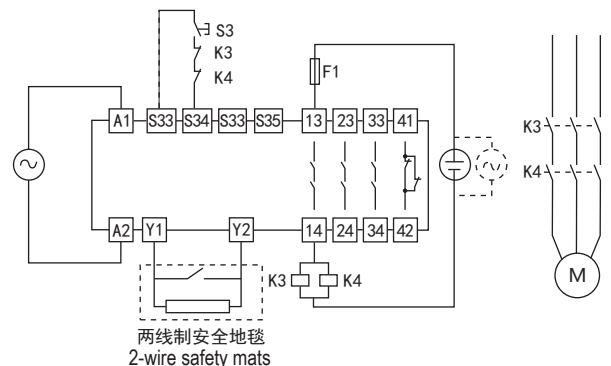 S3
K3
K4
F1
A1 S33 S34 S33 S35 13 23 33 41
K3
K4
A2 Y1 Y2 14 24 34 42
K3 K4
M
两线制安全地毯
2-wire safety mats